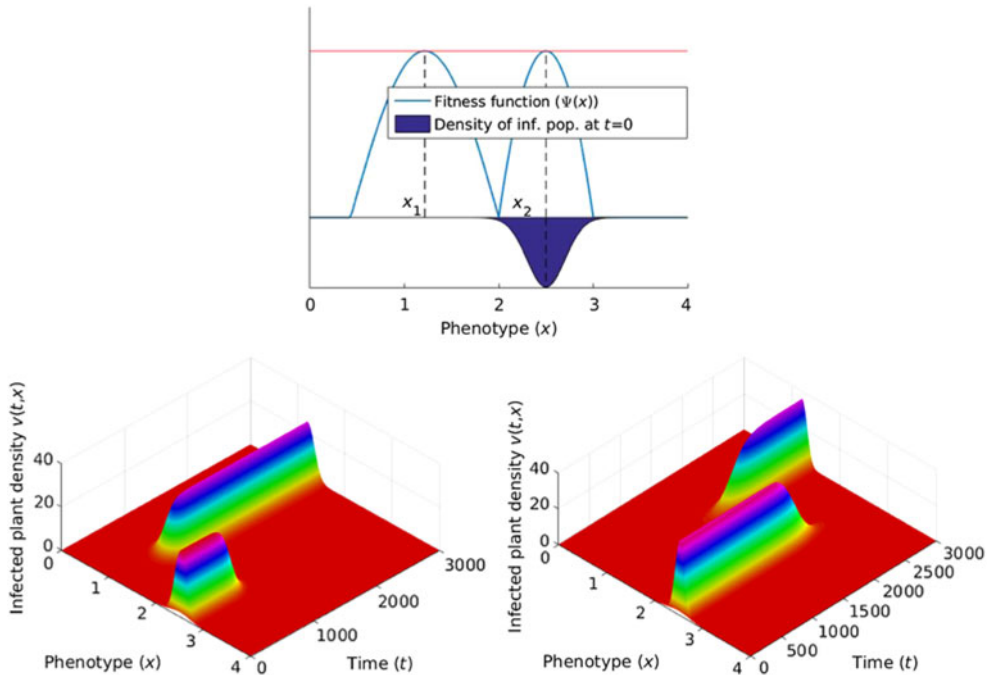 Fitness function (Ψ(x))
Density of inf. pop. at t=0
x1
x2
0 1 2 3 4
Phenotype (x)
Infected plant density v(t,x)
40
20
0
0
1
2
3
4
0
1000
2000
3000
Phenotype (x)
Time (t)
Infected plant density v(t,x)
40
20
0
0
1
2
3
4
0
500
1000
1500
2000
2500
3000
Phenotype (x)
Time (t)